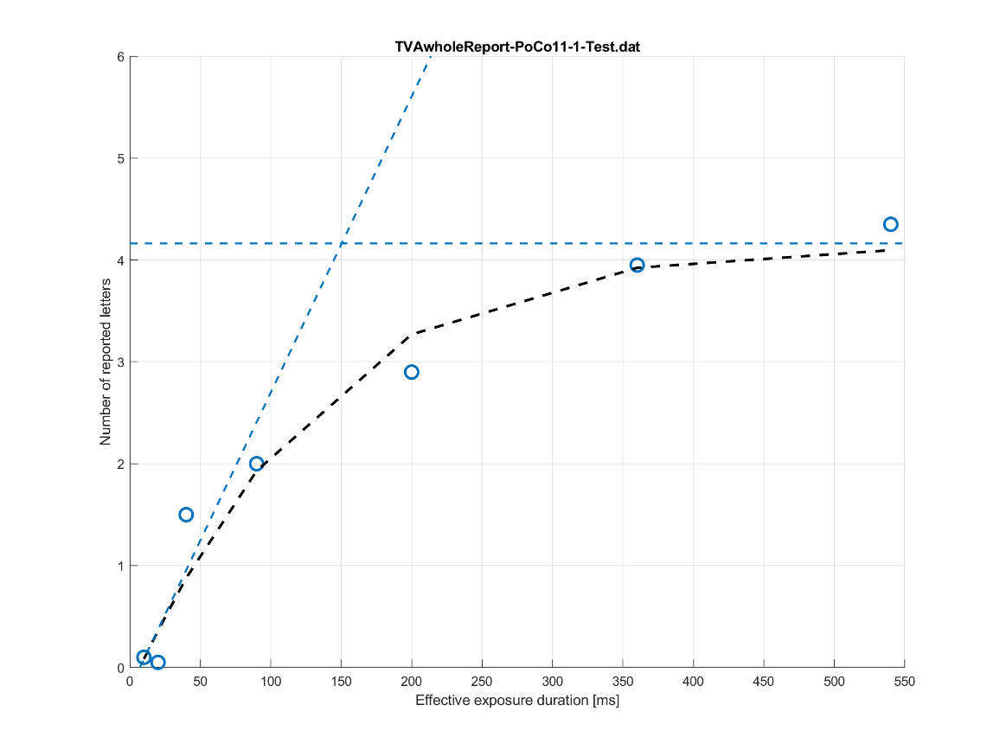 TVAwholeReport-PoCo11-1-Test.dat
6
5
4
3
2
1
0
Number of reported letters
0 50 100 150 200 250 300 350 400 450 500 550
Effective exposure duration [ms]